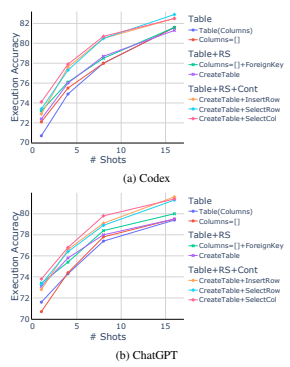 82
80
78
76
74
72
70
1
5
10
15
Execution Accuracy
# Shots
Table
Table(Columns)
Columns=[]
Table+RS
Columns=[]+ForeignKey
CreateTable
Table+RS+Cont
CreateTable+InsertRow
CreateTable+SelectRow
CreateTable+SelectCol
(a) Codex
80
78
76
74
72
70
0
5
10
15
Execution Accuracy
# Shots
Table
Table(Columns)
Columns=[]
Table+RS
Columns=[]+ForeignKey
CreateTable
Table+RS+Cont
CreateTable+InsertRow
CreateTable+SelectRow
CreateTable+SelectCol
(b) ChatGPT